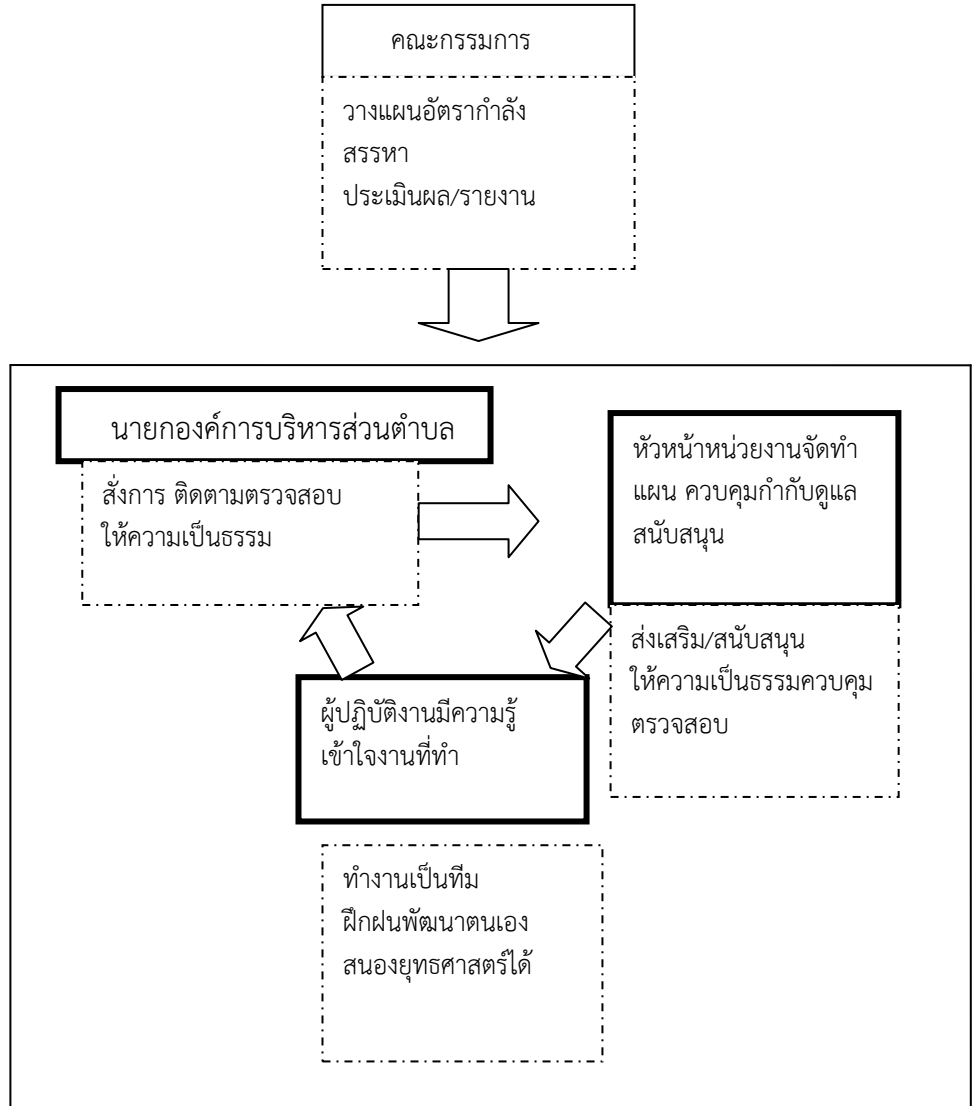 คณะกรรมการ
วางแผนอัตรากำลัง
สรรหา
ประเมินผล/รายงาน
นายกองค์การบริหารส่วนตำบล
สั่งการ ติดตามตรวจสอบ
ให้ความเป็นธรรม
หัวหน้าหน่วยงานจัดทำ
แผน ควบคุมกำกับดูแล
สนับสนุน
ส่งเสริม/สนับสนุน
ให้ความเป็นธรรมควบคุม
ตรวจสอบ
ผู้ปฏิบัติงานมีความรู้
เข้าใจงานที่ทำ
ทำงานเป็นทีม
ฝึกฝนพัฒนาตนเอง
สนองยุทธศาสตร์ได้